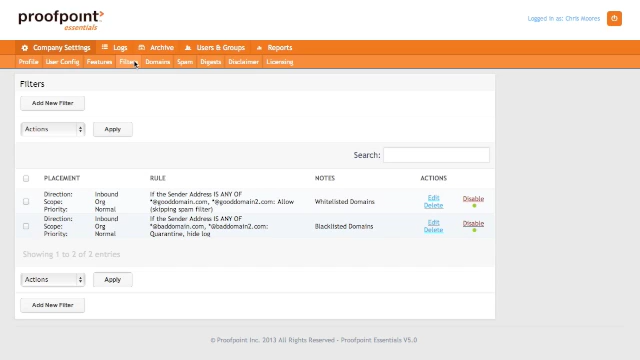 proofpoint
essentials
Logged in as: Chris Moores
Company Settings Logs Archive Users & Groups Reports
Profile User Config Features Filters Domains Spam Digests Disclaimer Licensing
Filters
Add New Filter
Actions Apply
Search:
PLACEMENT RULE NOTES ACTIONS
Direction: Inbound If the Sender Address IS ANY OF Edit Disable
Scope: Org *@gooddomain.com, *@gooddomain2.com: Allow Whitelisted Domains Delete
Priority: Normal (skipping spam filter)
Direction: Inbound If the Sender Address IS ANY OF Edit Disable
Scope: Org *@baddomain.com, *@baddomain2.com: Blacklisted Domains Delete
Priority: Normal Quarantine, hide log
Showing 1 to 2 of 2 entries
Actions Apply
Add New Filter
© Proofpoint Inc. 2013 All Rights Reserved - Proofpoint Essentials V5.0